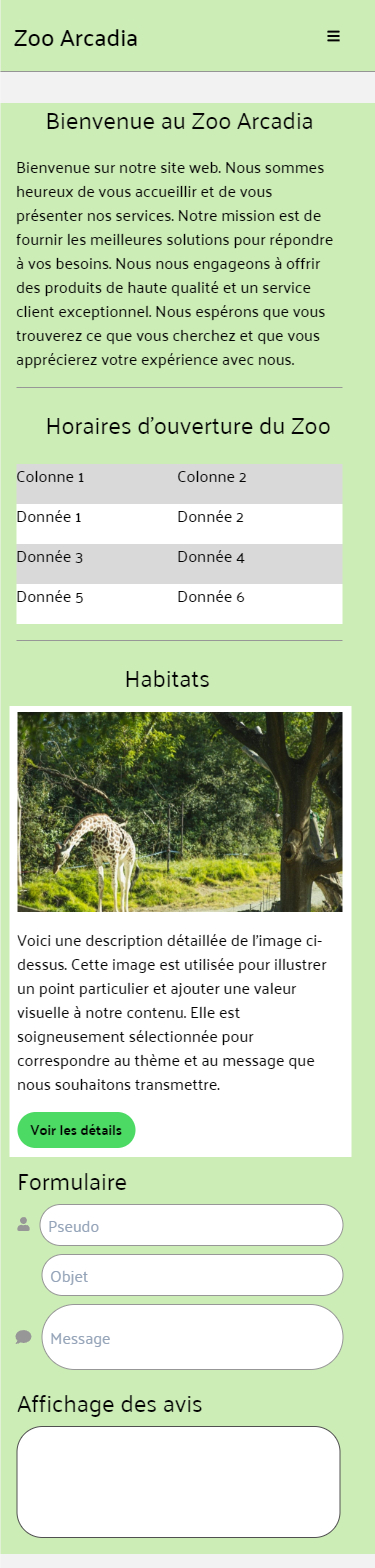 Zoo Arcadia
Bienvenue au Zoo Arcadia
Bienvenue sur notre site web. Nous sommes
heureux de vous accueillir et de vous
présenter nos services. Notre mission est de
fournir les meilleures solutions pour répondre
à vos besoins. Nous nous engageons à offrir
des produits de haute qualité et un service
client exceptionnel. Nous espérons que vous
trouverez ce que vous cherchez et que vous
apprécierez votre expérience avec nous.
Horaires d'ouverture du Zoo
Colonne 1 Colonne 2
Donnée 1 Donnée 2
Donnée 3 Donnée 4
Donnée 5 Donnée 6
Habitats
Voici une description détaillée de l'image ci-
dessus. Cette image est utilisée pour illustrer
un point particulier et ajouter une valeur
visuelle à notre contenu. Elle est
soigneusement sélectionnée pour
correspondre au thème et au message que
nous souhaitons transmettre.
Voir les détails
Formulaire
Pseudo
Objet
Message
Affichage des avis